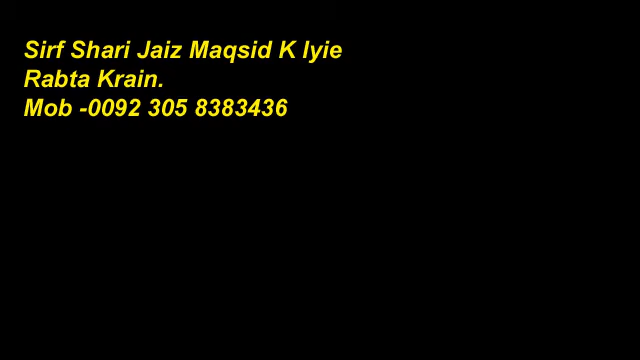 Sirf Shari Jaiz Maqsid K lyie
Rabta Krain.
Mob -0092 305 8383436